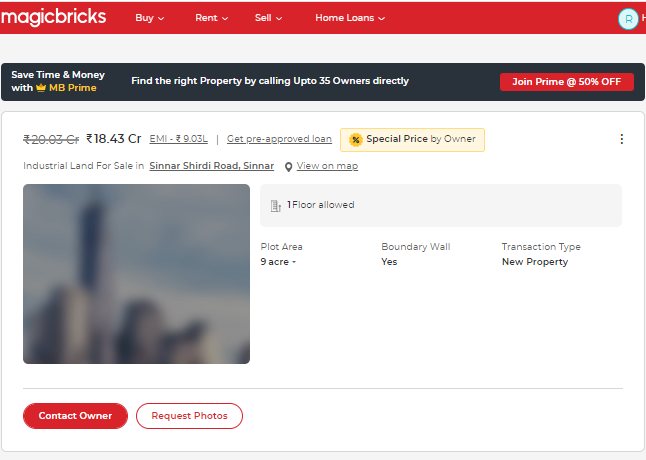 magicbricks Buy Rent Sell Home Loans R H
Save Time & Money
with MB Prime
Find the right Property by calling Upto 35 Owners directly
Join Prime @ 50% OFF
₹20.03 Cr ₹18.43 Cr EMI - ₹ 9.03L | Get pre-approved loan Special Price by Owner
Industrial Land For Sale in Sinnar Shirdi Road, Sinnar View on map
1 Floor allowed
Plot Area Boundary Wall Transaction Type
9 acre Yes New Property
Contact Owner Request Photos